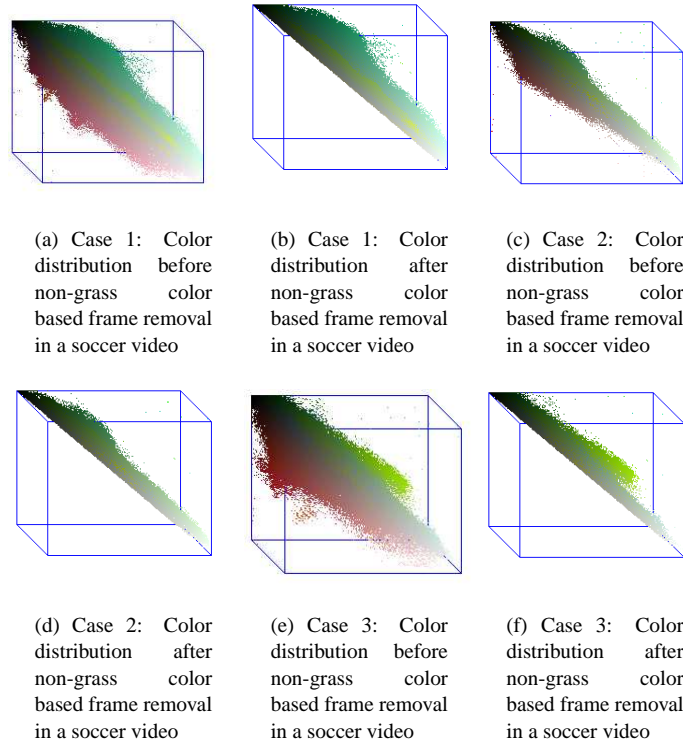 (a) Case 1: Color
distribution before
non-grass color
based frame removal
in a soccer video
(b) Case 1: Color
distribution after
non-grass color
based frame removal
in a soccer video
(c) Case 2: Color
distribution before
non-grass color
based frame removal
in a soccer video
(d) Case 2: Color
distribution after
non-grass color
based frame removal
in a soccer video
(e) Case 3: Color
distribution before
non-grass color
based frame removal
in a soccer video
(f) Case 3: Color
distribution after
non-grass color
based frame removal
in a soccer video